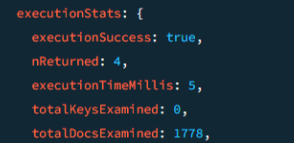 executionStats: {
executionSuccess: true,
nReturned: 4,
executionTimeMillis: 5,
totalKeysExamined: 0,
totalDocsExamined: 1778,